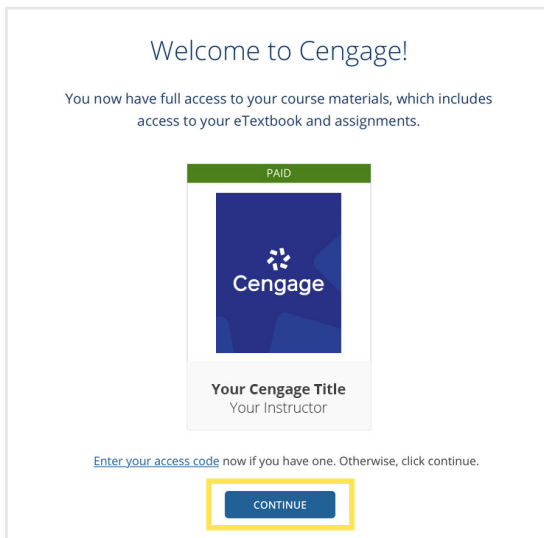 Welcome to Cengage!
You now have full access to your course materials, which includes
access to your eTextbook and assignments.
PAID
Cengage
Your Cengage Title
Your Instructor
Enter your access code now if you have one. Otherwise, click continue.
CONTINUE